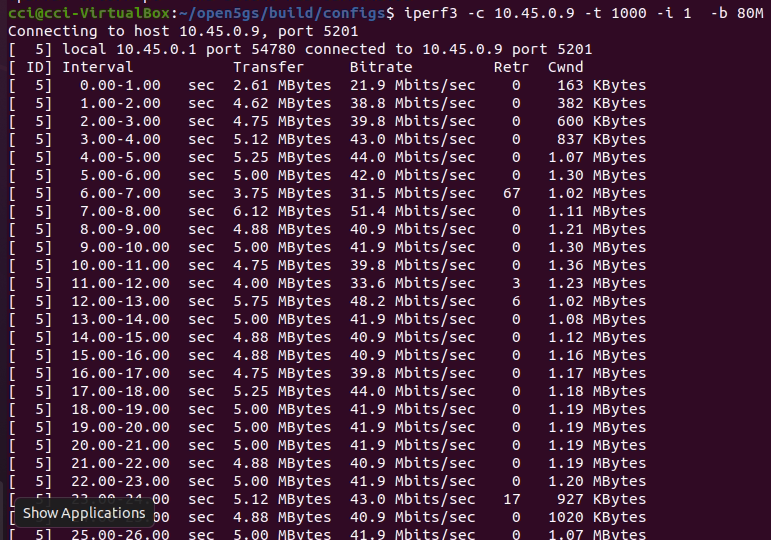 cci@cci-VirtualBox:~/open5gs/build/configs$ iperf3 -c 10.45.0.9 -t 1000 -i 1  -b 80M
Connecting to host 10.45.0.9, port 5201
[  5] local 10.45.0.1 port 54780 connected to 10.45.0.9 port 5201
[ ID] Interval           Transfer     Bitrate         Retr  Cwnd
[  5]   0.00-1.00   sec  2.61 MBytes  21.9 Mbits/sec    0    163 KBytes
[  5]   1.00-2.00   sec  4.62 MBytes  38.8 Mbits/sec    0    382 KBytes
[  5]   2.00-3.00   sec  4.75 MBytes  39.8 Mbits/sec    0    600 KBytes
[  5]   3.00-4.00   sec  5.12 MBytes  43.0 Mbits/sec    0    837 KBytes
[  5]   4.00-5.00   sec  5.25 MBytes  44.0 Mbits/sec    0   1.07 MBytes
[  5]   5.00-6.00   sec  5.00 MBytes  42.0 Mbits/sec    0   1.30 MBytes
[  5]   6.00-7.00   sec  3.75 MBytes  31.5 Mbits/sec   67   1.02 MBytes
[  5]   7.00-8.00   sec  6.12 MBytes  51.4 Mbits/sec    0   1.11 MBytes
[  5]   8.00-9.00   sec  4.88 MBytes  40.9 Mbits/sec    0   1.21 MBytes
[  5]   9.00-10.00  sec  5.00 MBytes  41.9 Mbits/sec    0   1.30 MBytes
[  5]  10.00-11.00  sec  4.75 MBytes  39.8 Mbits/sec    0   1.36 MBytes
[  5]  11.00-12.00  sec  4.00 MBytes  33.6 Mbits/sec    3   1.23 MBytes
[  5]  12.00-13.00  sec  5.75 MBytes  48.2 Mbits/sec    6   1.02 MBytes
[  5]  13.00-14.00  sec  5.00 MBytes  41.9 Mbits/sec    0   1.08 MBytes
[  5]  14.00-15.00  sec  4.88 MBytes  40.9 Mbits/sec    0   1.12 MBytes
[  5]  15.00-16.00  sec  4.88 MBytes  40.9 Mbits/sec    0   1.16 MBytes
[  5]  16.00-17.00  sec  4.75 MBytes  39.8 Mbits/sec    0   1.17 MBytes
[  5]  17.00-18.00  sec  5.25 MBytes  44.0 Mbits/sec    0   1.18 MBytes
[  5]  18.00-19.00  sec  5.00 MBytes  41.9 Mbits/sec    0   1.19 MBytes
[  5]  19.00-20.00  sec  5.00 MBytes  41.9 Mbits/sec    0   1.19 MBytes
[  5]  20.00-21.00  sec  5.00 MBytes  41.9 Mbits/sec    0   1.19 MBytes
[  5]  21.00-22.00  sec  4.88 MBytes  40.9 Mbits/sec    0   1.19 MBytes
[  5]  22.00-23.00  sec  5.00 MBytes  41.9 Mbits/sec    0   1.20 MBytes
[  5]  23.00-24.00  sec  5.12 MBytes  43.0 Mbits/sec   17    927 KBytes
Show Applications
[ sec  4.88 MBytes  40.9 Mbits/sec    0   1020 KBytes
[  5]  25.00-26.00  sec  5.00 MBytes  41.9 Mbits/sec    0   1.07 MBytes